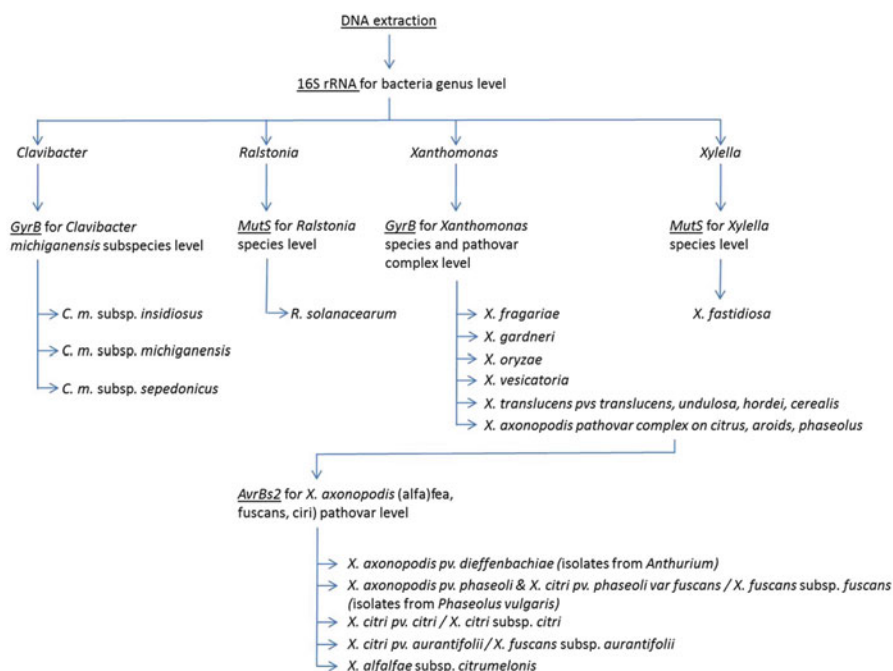 DNA extraction
16S rRNA for bacteria genus level
Clavibacter
Ralstonia
Xanthomonas
Xylella
GyrB for Clavibacter
michiganensis subspecies level
MutS for Ralstonia
species level
GyrB for Xanthomonas
species and pathovar
complex level
MutS for Xylella
species level
C. m. subsp. insidiosus
C. m. subsp. michiganensis
C. m. subsp. sepedonicus
R. solanacearum
X. fragariae
X. gardneri
X. oryzae
X. vesicatoria
X. translucens pvs translucens, undulosa, hordei, cerealis
X. axonopodis pathovar complex on citrus, aroids, phaseolus
X. fastidiosa
AvrBs2 for X. axonopodis (alfa)fea,
fuscans, ciri) pathovar level
X. axonopodis pv. dieffenbachiae (isolates from Anthurium)
X. axonopodis pv. phaseoli & X. citri pv. phaseoli var fuscans / X. fuscans subsp. fuscans
(isolates from Phaseolus vulgaris)
X. citri pv. citri / X. citri subsp. citri
X. citri pv. aurantifolii / X. fuscans subsp. aurantifolii
X. alfalfae subsp. citrumelonis